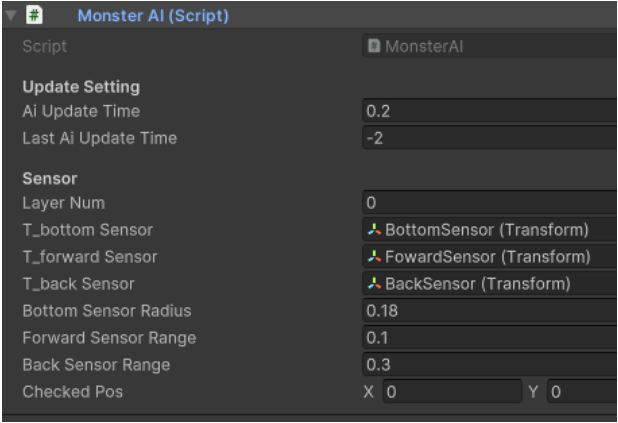 # Monster AI (Script)
Script # MonsterAI
Update Setting
Ai Update Time 0.2
Last Ai Update Time -2
Sensor
Layer Num 0
T_bottom Sensor BottomSensor (Transform)
T_forward Sensor FowardSensor (Transform)
T_back Sensor BackSensor (Transform)
Bottom Sensor Radius 0.18
Forward Sensor Range 0.1
Back Sensor Range 0.3
Checked Pos X 0 Y 0